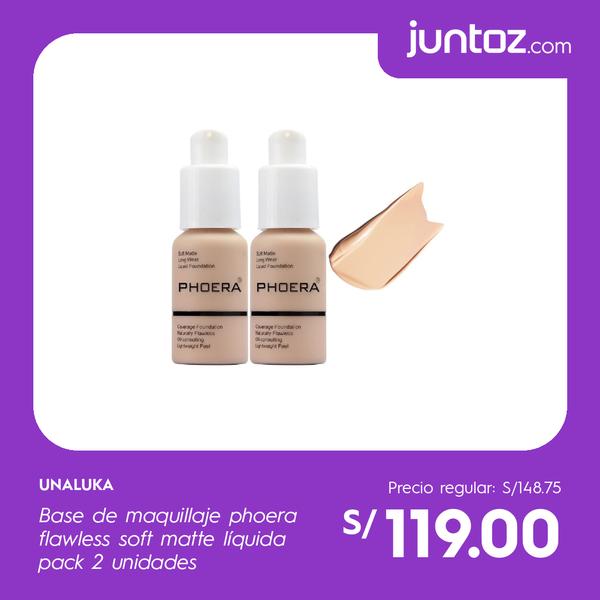 juntoz.com
Soft Matte
Long Wear
Liquid Foundation
PHOERA
Coverage Foundation
Naturally Flawless
Oil-controlling
Lightweight Feel
Soft Matte
Long Wear
Liquid Foundation
PHOERA
Coverage Foundation
Naturally Flawless
Oil-controlling
Lightweight Feel
UNALUKA
Base de maquillaje phoera
flawless soft matte líquida
pack 2 unidades
Precio regular: S/148.75
S/119.00